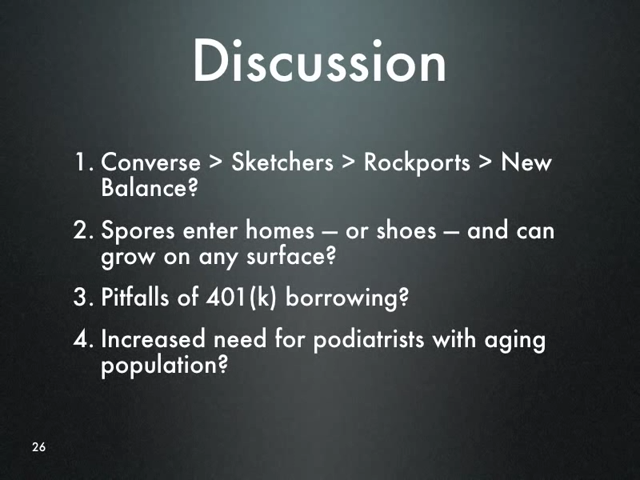 Discussion
1. Converse > Sketchers > Rockports > New
Balance?
2. Spores enter homes – or shoes – and can
grow on any surface?
3. Pitfalls of 401(k) borrowing?
4. Increased need for podiatrists with aging
population?
26